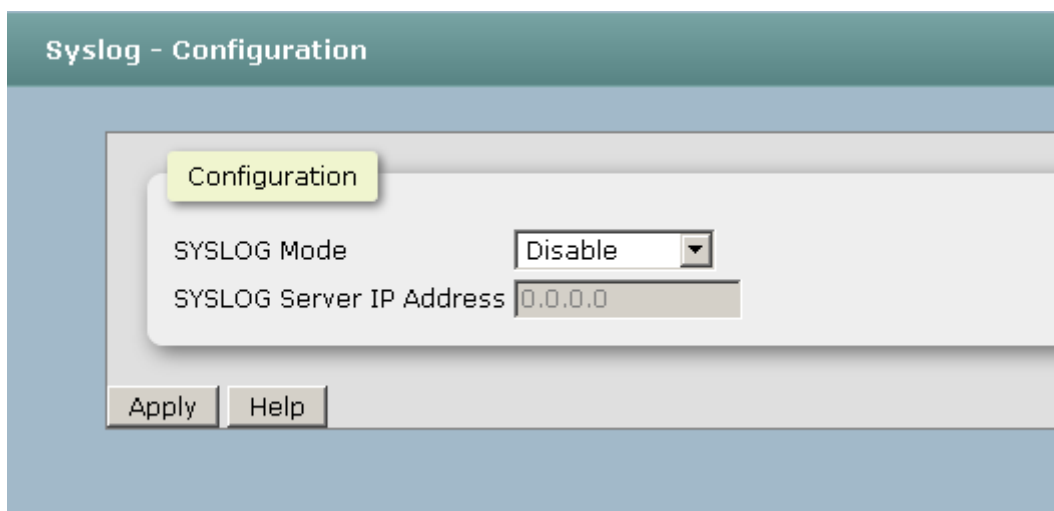 Syslog - Configuration
Configuration
SYSLOG Mode Disable
SYSLOG Server IP Address 0.0.0.0
Apply Help